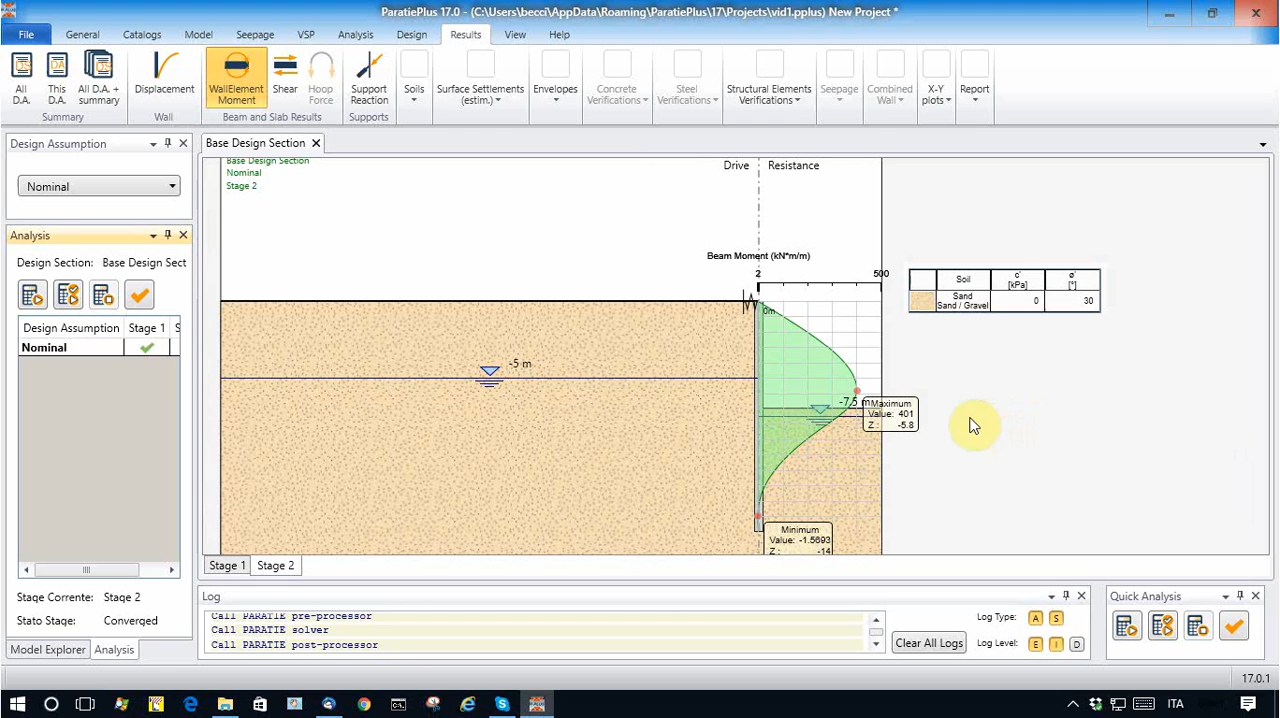 ParatiePlus 17.0 - (C:\Users\becci\AppData\Roaming\ParatiePlus\17\Projects\vid1.pplus) New Project *
File General Catalogs Model Seepage VSP Analysis Design Results View Help
All D.A.
This D.A.
All D.A. + summary
Summary
Displacement
Wall
WallElement Moment
Shear
Hoop Force
Beam and Slab Results
Support Reaction
Supports
Soils
Surface Settlements (estim.)
Envelopes
Concrete Verifications
Steel Verifications
Structural Elements Verifications
Seepage
Combined Wall
X-Y plots
Report
Design Assumption
Nominal
Analysis
Design Section: Base Design Sect
Design Assumption Stage 1 S
Nominal
Stage Corrente: Stage 2
Stato Stage: Converged
Model Explorer Analysis
Base Design Section
Base Design Section
Nominal
Stage 2
Drive Resistance
Beam Moment (kN*m/m)
2 500
0m
-5 m
-7.5 m
Maximum
Value: 401
Z : -5.8
Minimum
Value: -1.5693
Z : -14
Soil c' [kPa] ø' [°]
Sand
Sand / Gravel 0 30
Stage 1 Stage 2
Log
Call PARATIE pre-processor
Call PARATIE solver
Call PARATIE post-processor
Clear All Logs
Log Type: A S
Log Level: E I D
Quick Analysis
17.0.1
ITA